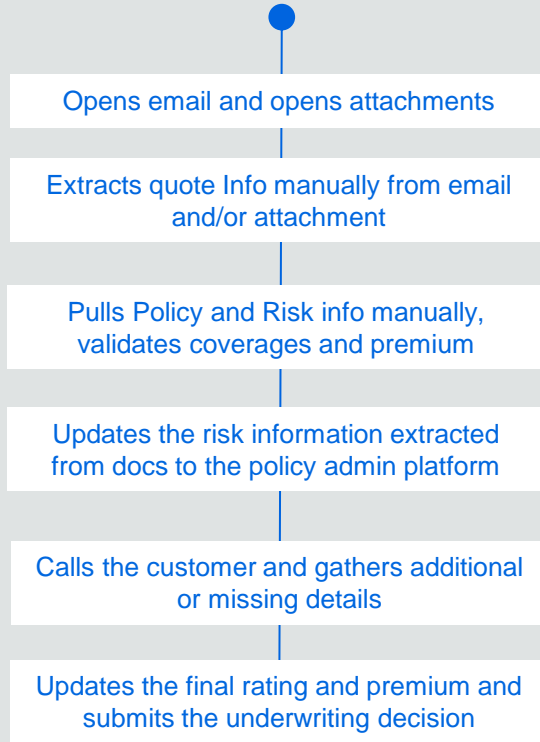 Opens email and opens attachments
Extracts quote Info manually from email
and/or attachment
Pulls Policy and Risk info manually,
validates coverages and premium
Updates the risk information extracted
from docs to the policy admin platform
Calls the customer and gathers additional
or missing details
Updates the final rating and premium and
submits the underwriting decision